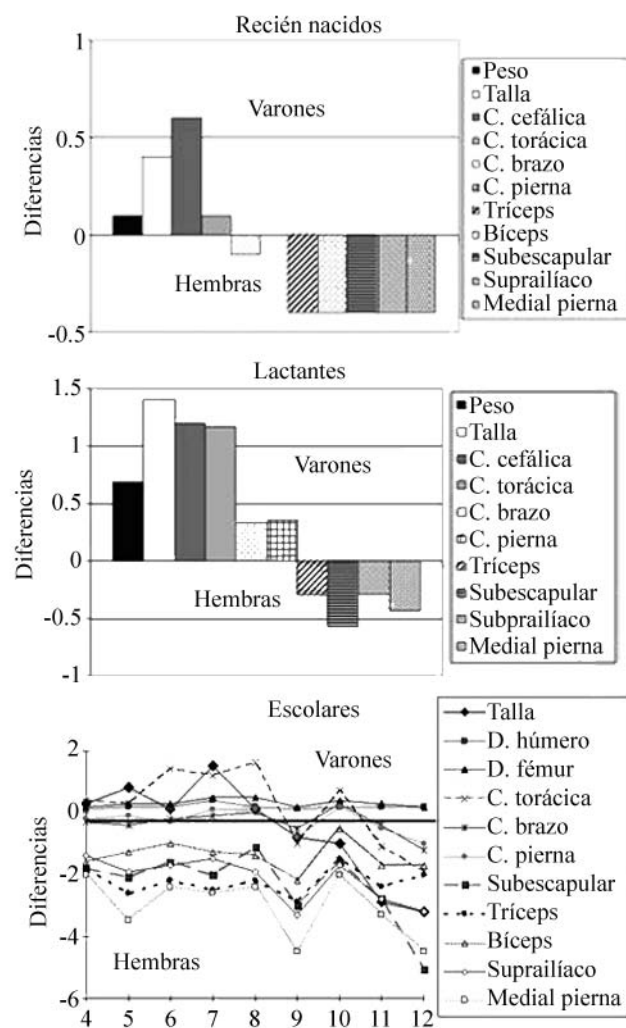 Recién nacidos
1
0.5
0
-0.5
Diferencias
Varones
Hembras
Peso
Talla
C. cefálica
C. torácica
C. brazo
C. pierna
Tríceps
Bíceps
Subescapular
Suprailíaco
Medial pierna
Lactantes
1.5
1
0.5
0
-0.5
-1
Diferencias
Varones
Hembras
Peso
Talla
C. cefálica
C. torácica
C. brazo
C. pierna
Tríceps
Subescapular
Subprailíaco
Medial pierna
Escolares
2
0
-2
-4
-6
Diferencias
Varones
Hembras
4 5 6 7 8 9 10 11 12
Talla
D. húmero
D. fémur
C. torácica
C. brazo
C. pierna
Subescapular
Tríceps
Bíceps
Suprailíaco
Medial pierna